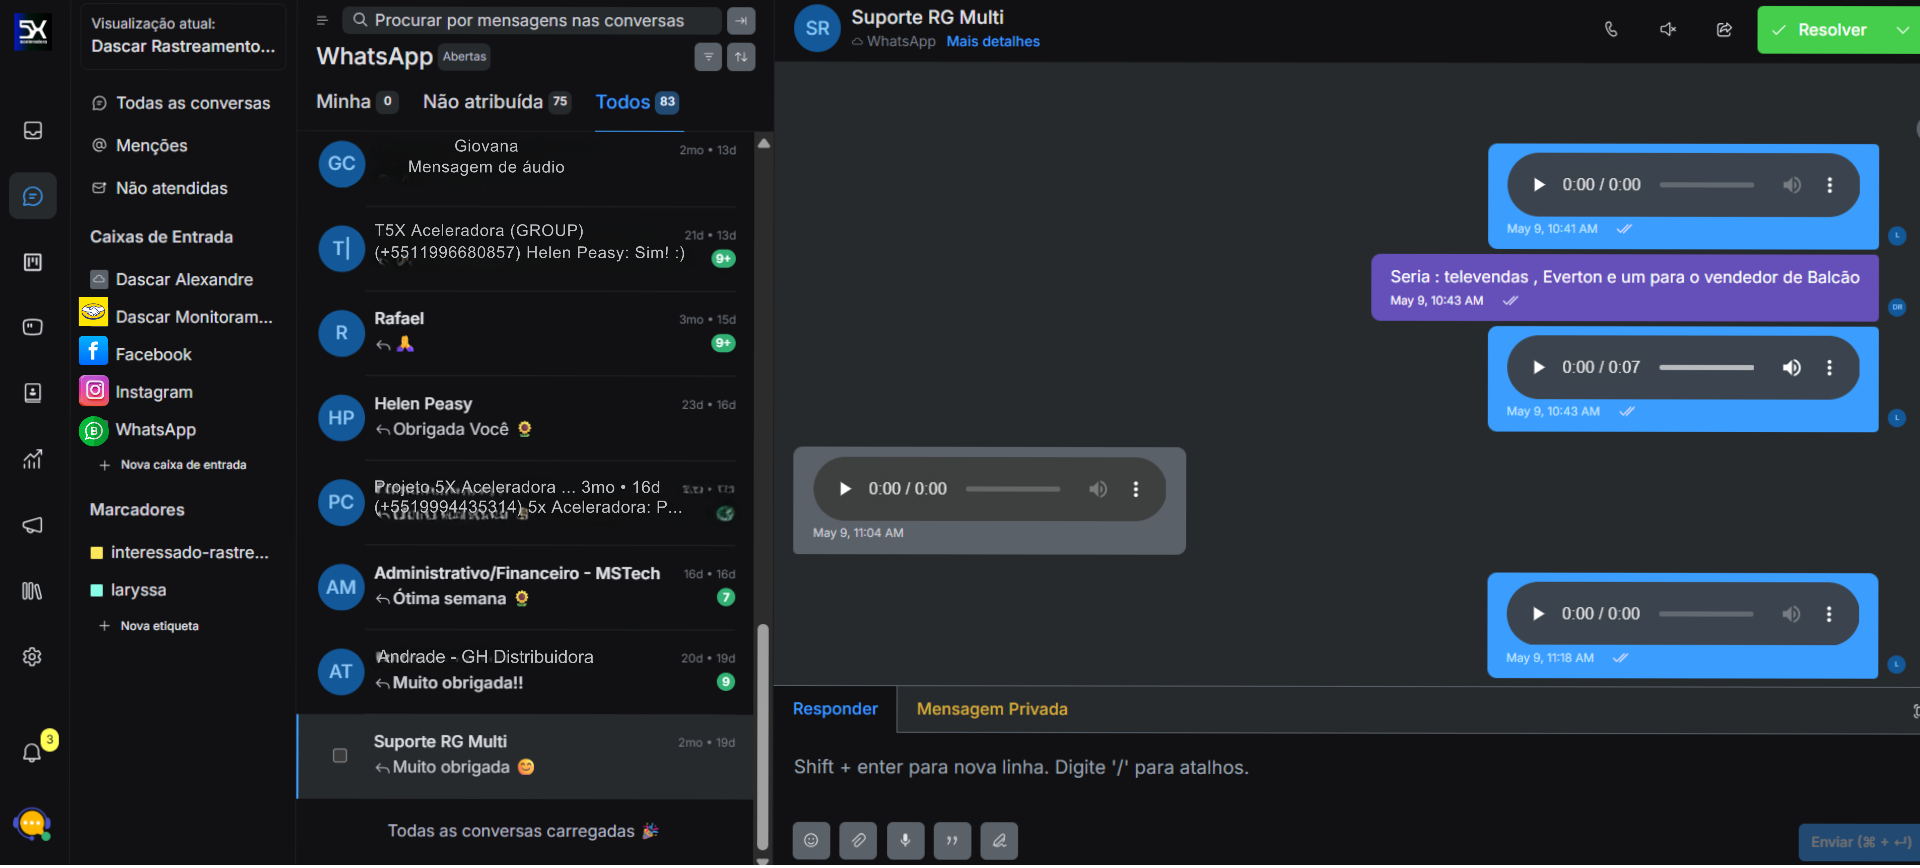 5X
Visualização atual:
Dascar Rastreamento...
Todas as conversas
Menções
Não atendidas
Caixas de Entrada
Dascar Alexandre
Dascar Monitoram...
Facebook
Instagram
WhatsApp
Nova caixa de entrada
Marcadores
interessado-rastre...
laryssa
Nova etiqueta
3
Procurar por mensagens nas conversas
WhatsApp Abertas
Minha 0 Não atribuída 75 Todos 83
GC
Giovana
2mo • 13d
Mensagem de áudio
T|
T5X Aceleradora (GROUP)
21d • 13d
(+5511996680857) Helen Peasy: Sim! :)
9+
R
Rafael
3mo • 15d
9+
HP
Helen Peasy
23d • 16d
Obrigada Você 🌻
PC
Projeto 5X Aceleradora ... 3mo • 16d
(+5519994435314) 5x Aceleradora: P...
AM
Administrativo/Financeiro - MSTech
16d • 16d
Ótima semana 🌻
7
AT
Andrade - GH Distribuidora
20d • 19d
Muito obrigada!!
9
Suporte RG Multi
2mo • 19d
Muito obrigada 😊
Todas as conversas carregadas 🎉
SR
Suporte RG Multi
WhatsApp Mais detalhes
Resolver
0:00 / 0:00
May 9, 10:41 AM
L
Seria : televendas , Everton e um para o vendedor de Balcão
May 9, 10:43 AM
DR
0:00 / 0:07
May 9, 10:43 AM
L
0:00 / 0:00
May 9, 11:04 AM
0:00 / 0:00
May 9, 11:18 AM
L
Responder
Mensagem Privada
Shift + enter para nova linha. Digite '/' para atalhos.
Enviar (⌘ + ↵)